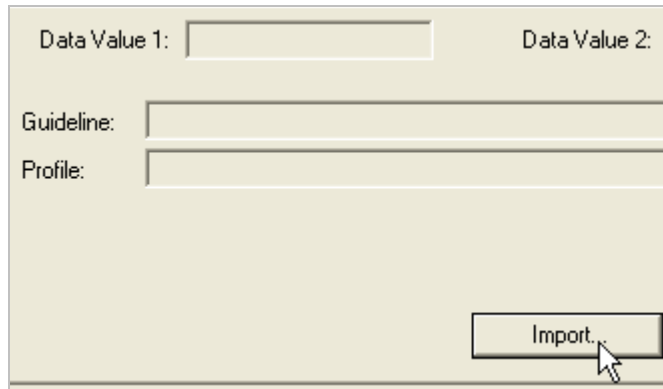 Data Value 1: Data Value 2:
Guideline:
Profile:
Import...